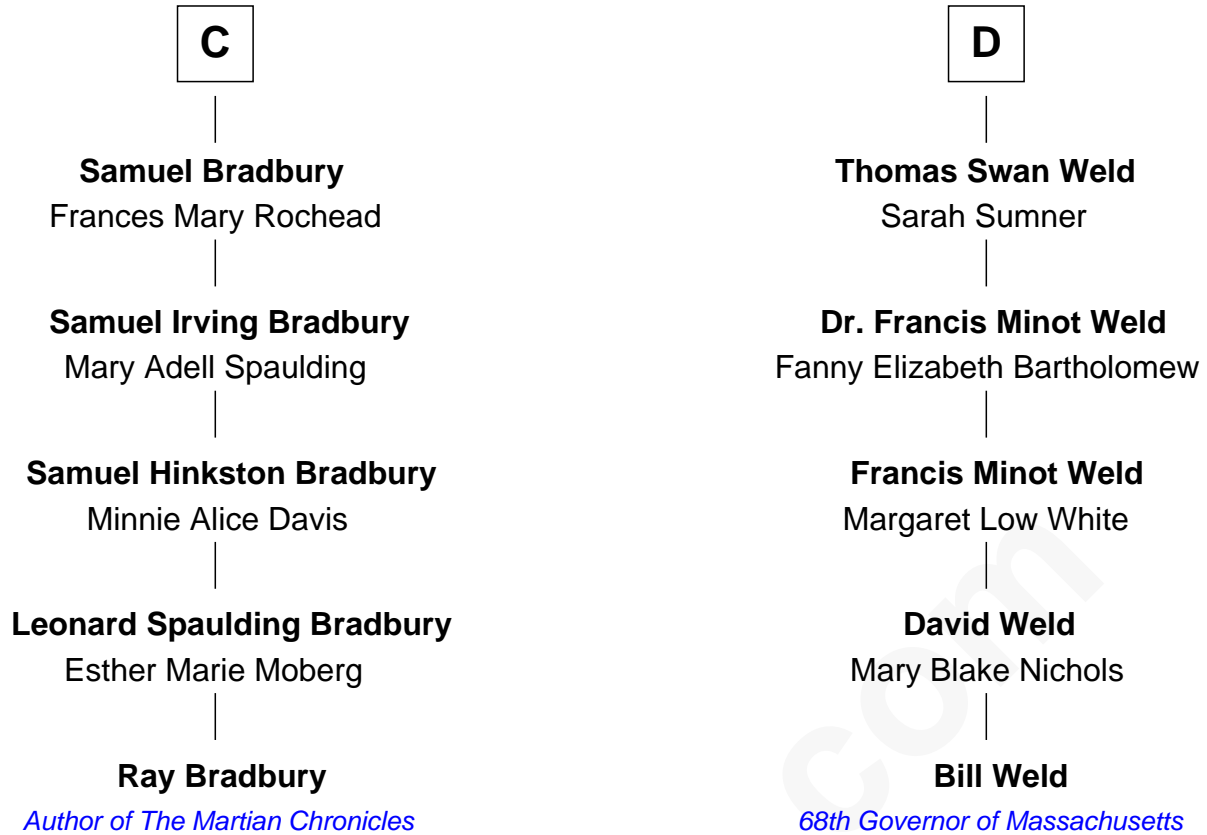 C
Samuel Bradbury
Frances Mary Rochead
Samuel Irving Bradbury
Mary Adell Spaulding
Samuel Hinkston Bradbury
Minnie Alice Davis
Leonard Spaulding Bradbury
Esther Marie Moberg
Ray Bradbury
Author of The Martian Chronicles
D
Thomas Swan Weld
Sarah Sumner
Dr. Francis Minot Weld
Fanny Elizabeth Bartholomew
Francis Minot Weld
Margaret Low White
David Weld
Mary Blake Nichols
Bill Weld
68th Governor of Massachusetts
com